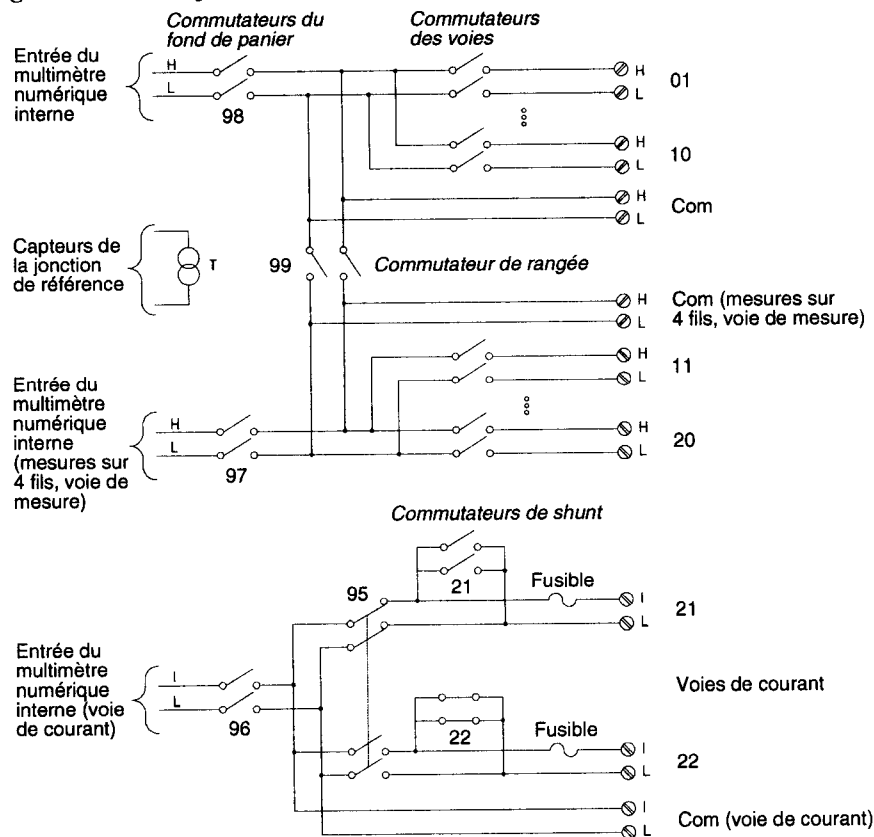 Commutateurs du
fond de panier
Commutateurs
des voies
Entrée du
multimètre
numérique
interne
H
L
98
H
L
01
H
L
10
H
L
Com
Capteurs de
la jonction
de référence
T
99
Commutateur de rangée
H
L
Com (mesures sur
4 fils, voie de mesure)
H
L
11
Entrée du
multimètre
numérique
interne
(mesures sur
4 fils, voie de
mesure)
H
L
97
H
L
20
Commutateurs de shunt
95
21
Fusible
I
L
21
Entrée du
multimètre
numérique
interne (voie
de courant)
I
L
96
Voies de courant
22
Fusible
I
L
22
I
L
Com (voie de courant)